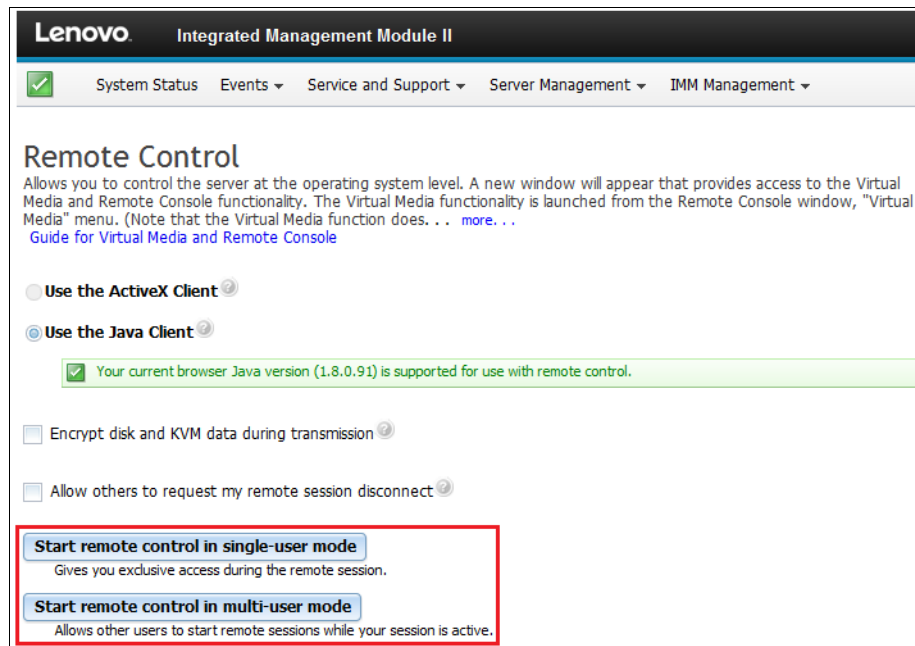 Lenovo. Integrated Management Module II
System Status Events Service and Support Server Management IMM Management
Remote Control
Allows you to control the server at the operating system level. A new window will appear that provides access to the Virtual
Media and Remote Console functionality. The Virtual Media functionality is launched from the Remote Console window, "Virtual
Media" menu. (Note that the Virtual Media function does. . . more. . .
Guide for Virtual Media and Remote Console
Use the ActiveX Client ?
Use the Java Client ?
Your current browser Java version (1.8.0.91) is supported for use with remote control.
Encrypt disk and KVM data during transmission ?
Allow others to request my remote session disconnect ?
Start remote control in single-user mode
Gives you exclusive access during the remote session.
Start remote control in multi-user mode
Allows other users to start remote sessions while your session is active.